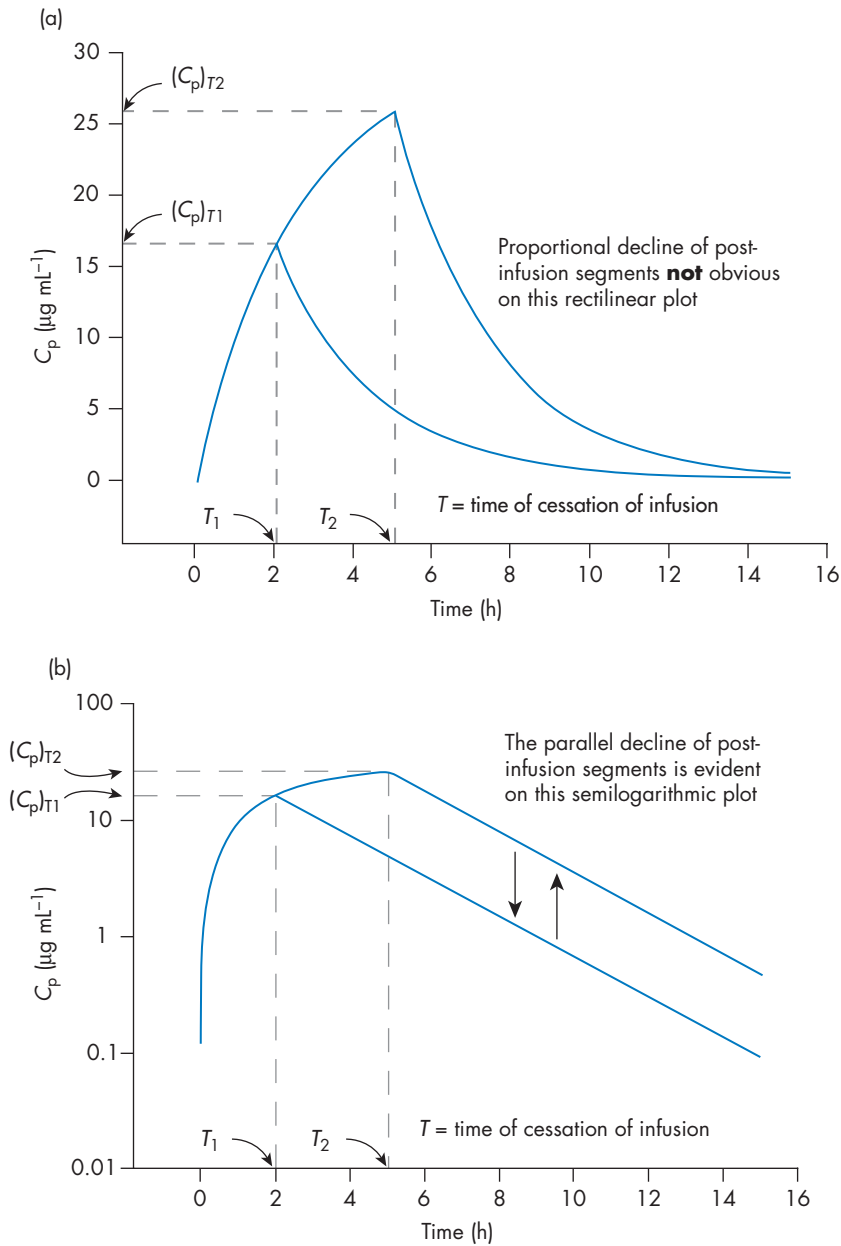 (a)
30
(Cp)T2
25
20
(Cp)T1
15
Proportional decline of post-
infusion segments not obvious
on this rectilinear plot
Cp (µg mL−1)
10
5
0
T1
T2
T = time of cessation of infusion
0 2 4 6 8 10 12 14 16
Time (h)
(b)
100
(Cp)T2
(Cp)T1
The parallel decline of post-
infusion segments is evident
on this semilogarithmic plot
10
Cp (µg mL−1)
1
0.1
T1
T2
T = time of cessation of infusion
0.01
0 2 4 6 8 10 12 14 16
Time (h)